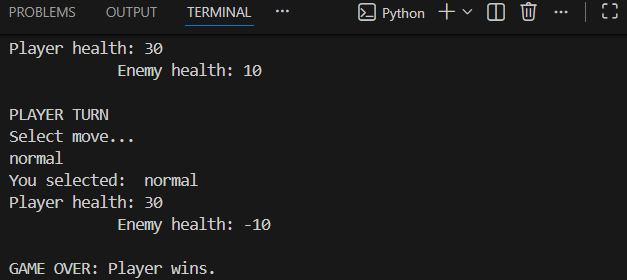 PROBLEMS OUTPUT TERMINAL ... Python
Player health: 30
Enemy health: 10
PLAYER TURN
Select move...
normal
You selected:  normal
Player health: 30
Enemy health: -10
GAME OVER: Player wins.